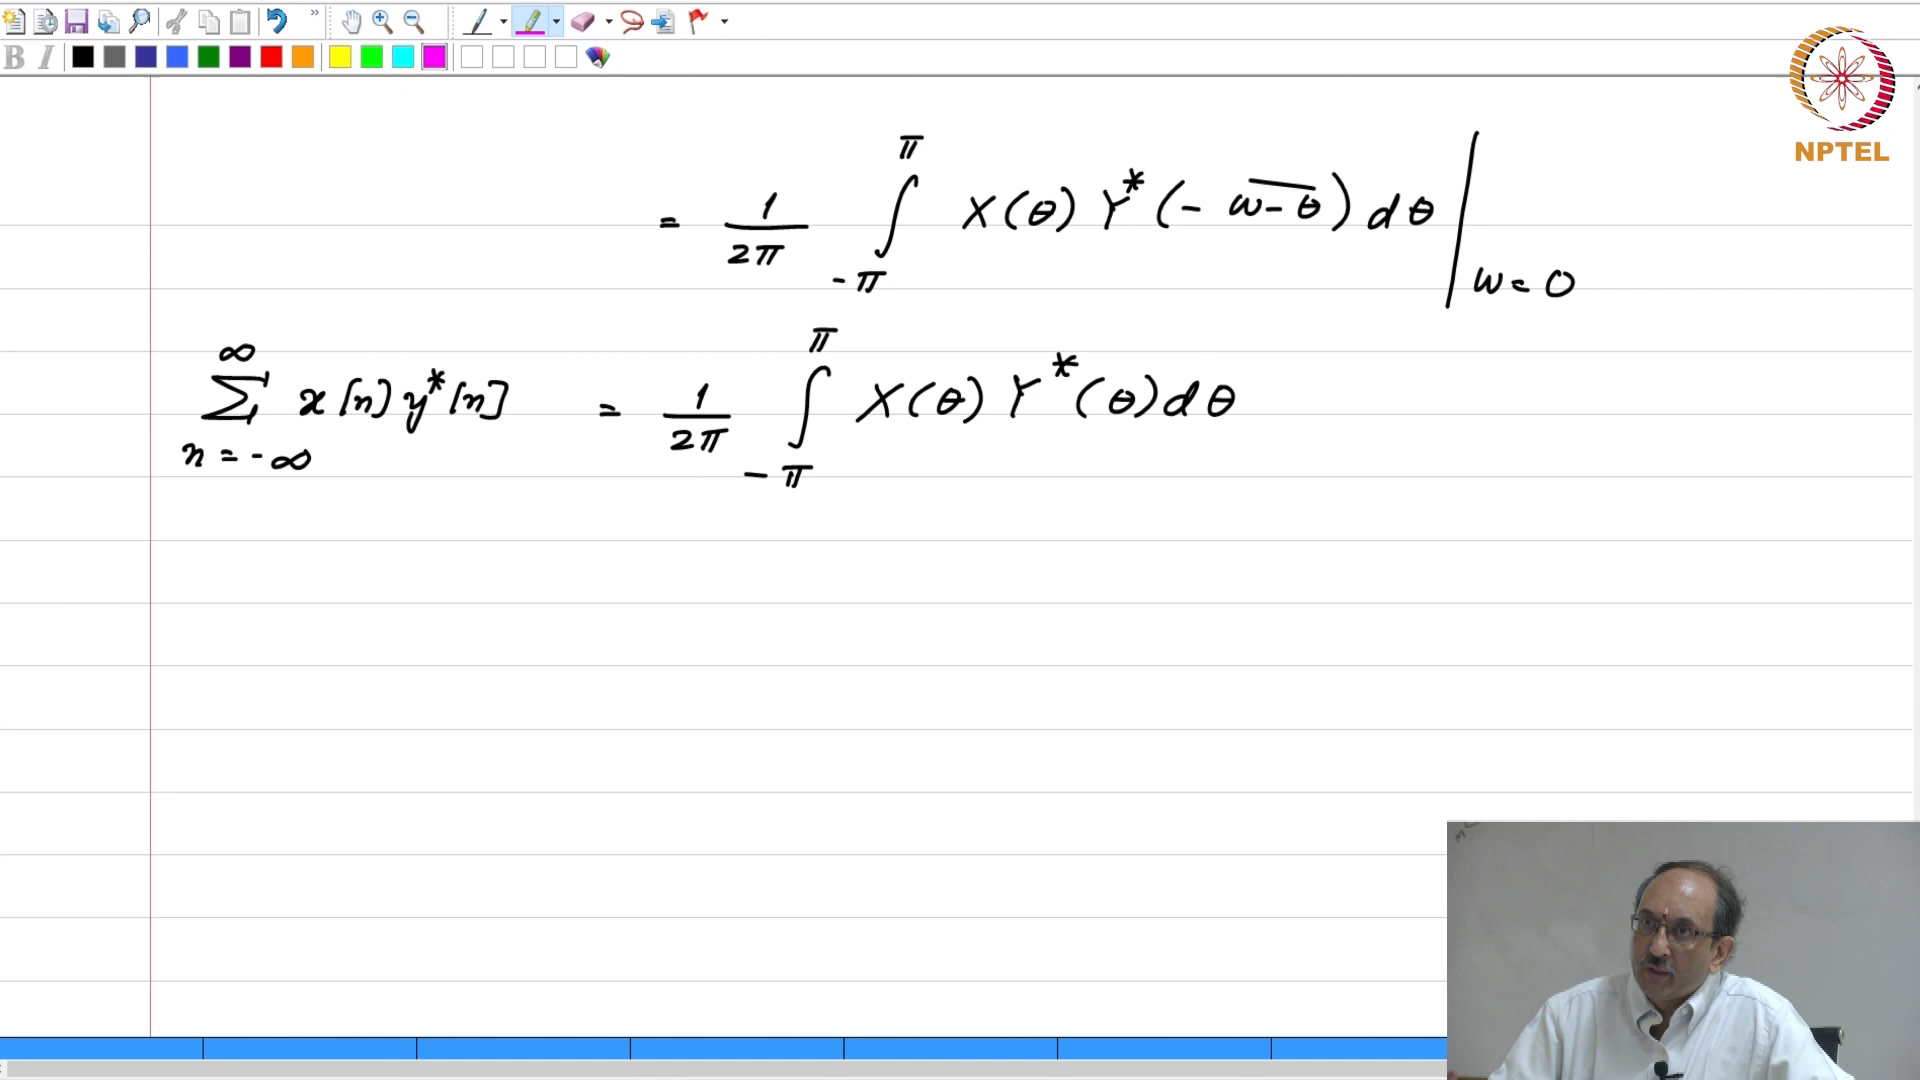 B I
NPTEL
= 1/2π ∫_{-π}^{π} X(θ) Y*(- \overline{ω-θ}) dθ |_{ω=0}
∑_{n=-∞}^{∞} x[n] y*[n] = 1/2π ∫_{-π}^{π} X(θ) Y*(θ) dθ